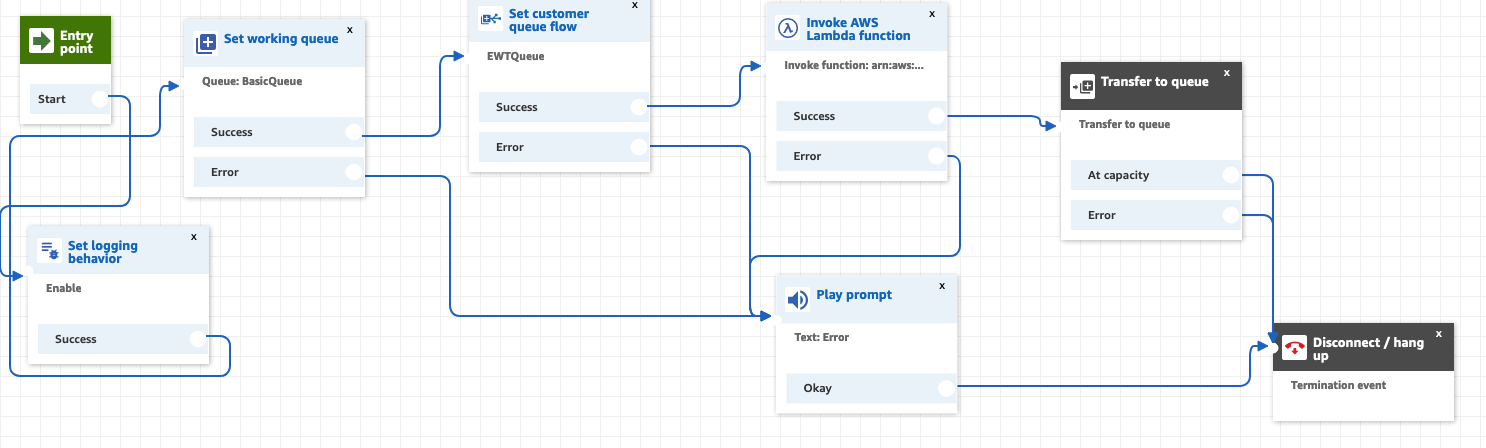 Entry
point
Start
x
Set working queue
Queue: BasicQueue
Success
Error
x
Set customer
queue flow
EWTQueue
Success
Error
x
Invoke AWS
Lambda function
Invoke function: arn:aws:...
Success
Error
x
Transfer to queue
Transfer to queue
At capacity
Error
x
Set logging
behavior
Enable
Success
x
Play prompt
Text: Error
Okay
x
Disconnect / hang
up
Termination event